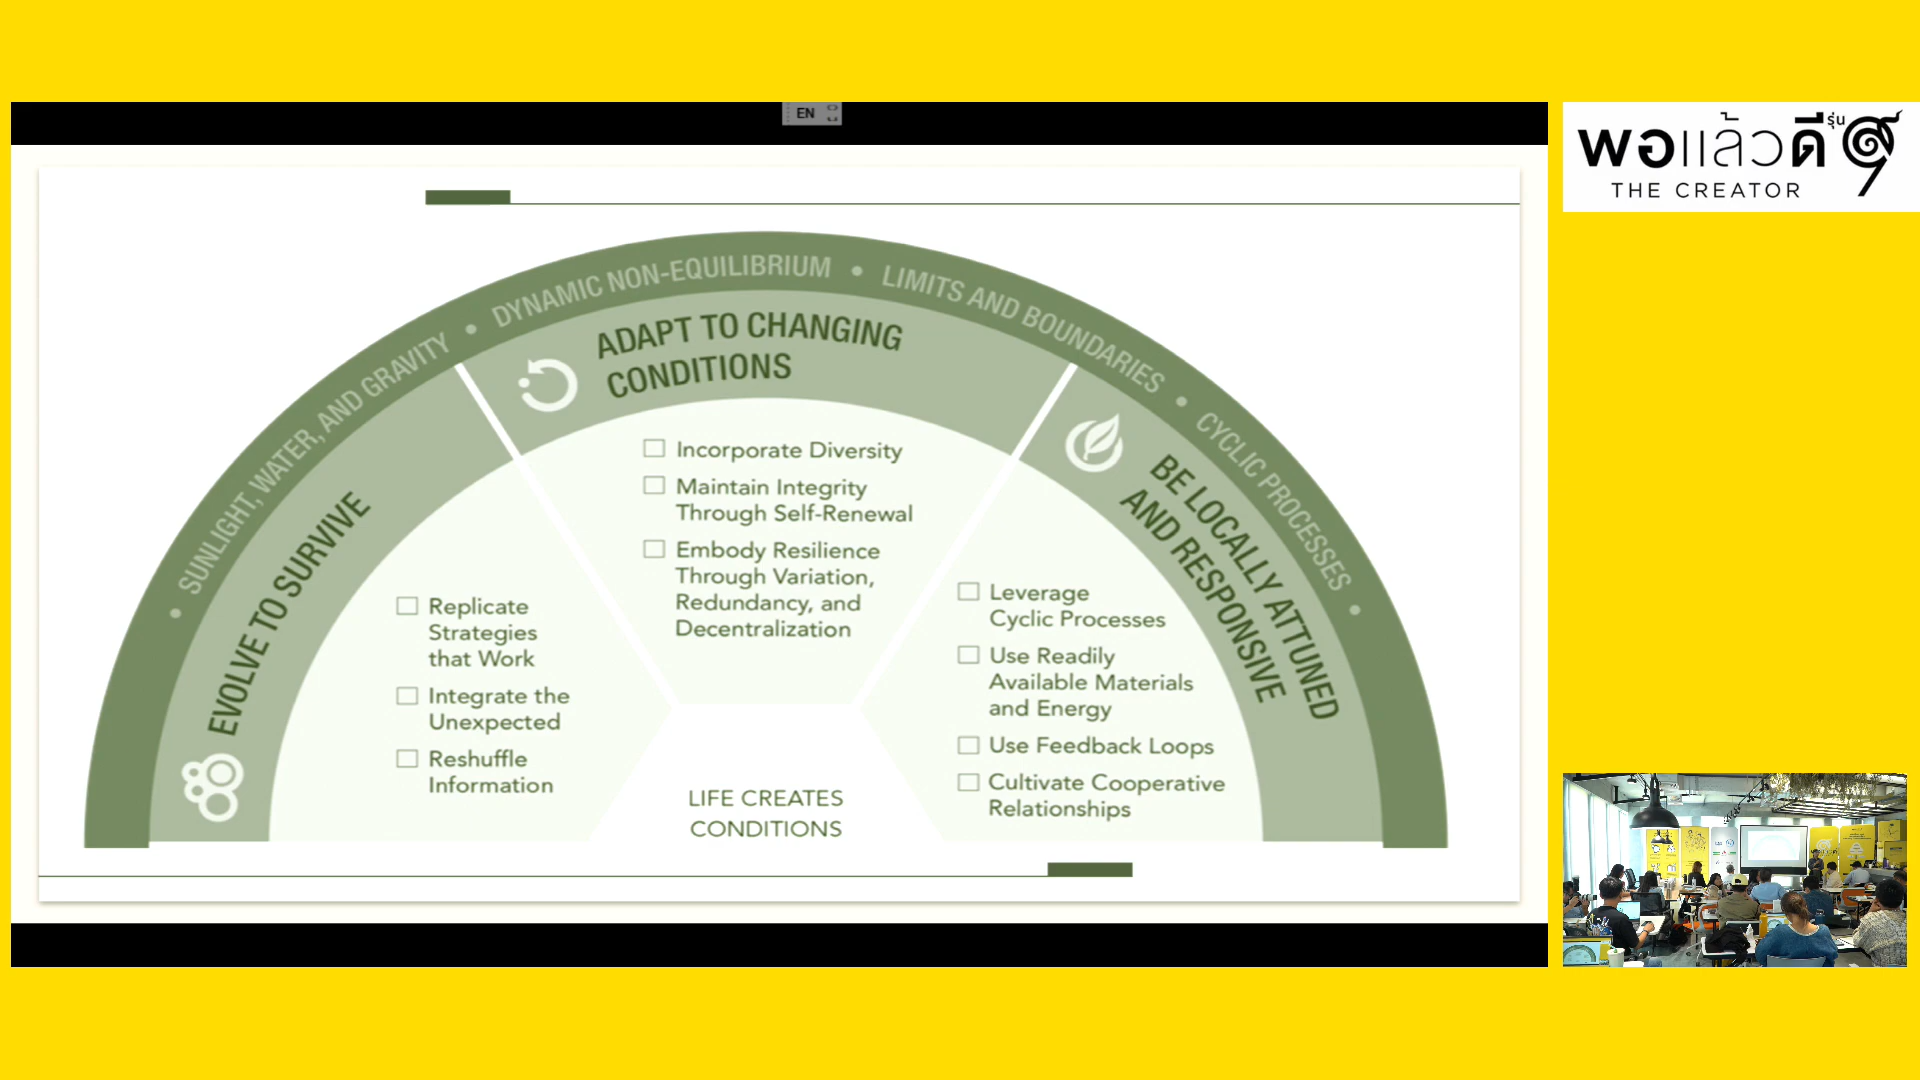 EN
พอแล้วดี รุ่น ๙
THE CREATOR
• SUNLIGHT, WATER, AND GRAVITY • DYNAMIC NON-EQUILIBRIUM • LIMITS AND BOUNDARIES • CYCLIC PROCESSES •
EVOLVE TO SURVIVE
Replicate
Strategies
that Work
Integrate the
Unexpected
Reshuffle
Information
ADAPT TO CHANGING
CONDITIONS
Incorporate Diversity
Maintain Integrity
Through Self-Renewal
Embody Resilience
Through Variation,
Redundancy, and
Decentralization
BE LOCALLY ATTUNED
AND RESPONSIVE
Leverage
Cyclic Processes
Use Readily
Available Materials
and Energy
Use Feedback Loops
Cultivate Cooperative
Relationships
LIFE CREATES
CONDITIONS